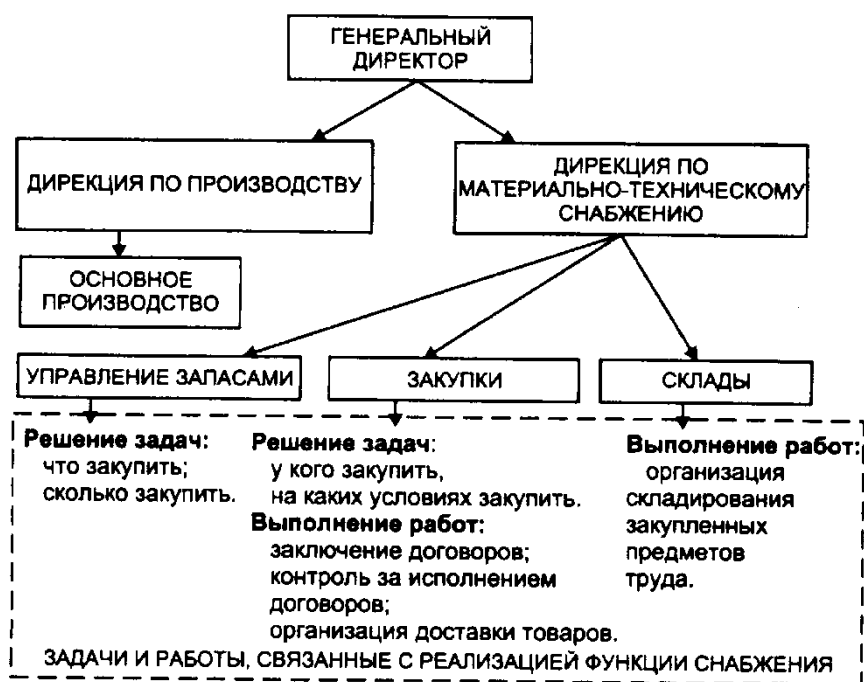 ГЕНЕРАЛЬНЫЙ
ДИРЕКТОР
ДИРЕКЦИЯ ПО ПРОИЗВОДСТВУ
ДИРЕКЦИЯ ПО
МАТЕРИАЛЬНО-ТЕХНИЧЕСКОМУ
СНАБЖЕНИЮ
ОСНОВНОЕ
ПРОИЗВОДСТВО
УПРАВЛЕНИЕ ЗАПАСАМИ
ЗАКУПКИ
СКЛАДЫ
Решение задач:
что закупить;
сколько закупить.
Решение задач:
у кого закупить,
на каких условиях закупить.
Выполнение работ:
заключение договоров;
контроль за исполнением
договоров;
организация доставки товаров.
Выполнение работ:
организация
складирования
закупленных
предметов
труда.
ЗАДАЧИ И РАБОТЫ, СВЯЗАННЫЕ С РЕАЛИЗАЦИЕЙ ФУНКЦИИ СНАБЖЕНИЯ